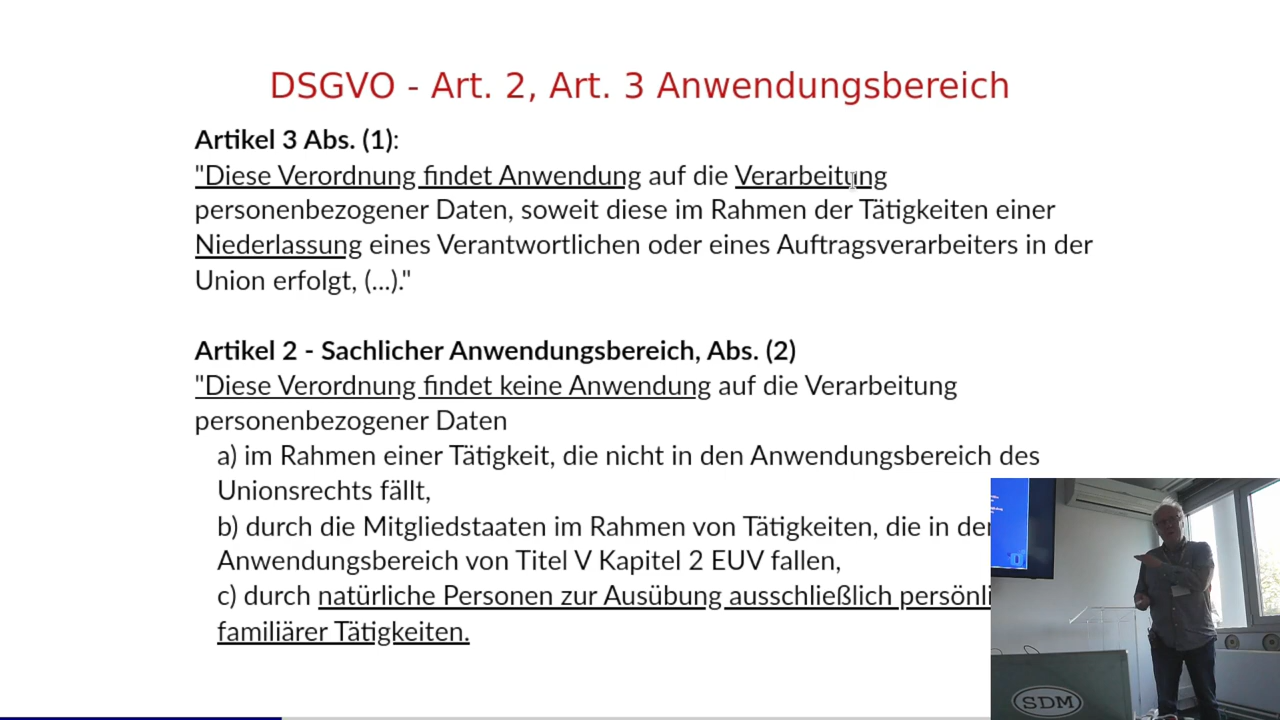 DSGVO - Art. 2, Art. 3 Anwendungsbereich
Artikel 3 Abs. (1):
"Diese Verordnung findet Anwendung auf die Verarbeitung
personenbezogener Daten, soweit diese im Rahmen der Tätigkeiten einer
Niederlassung eines Verantwortlichen oder eines Auftragsverarbeiters in der
Union erfolgt, (...)."
Artikel 2 - Sachlicher Anwendungsbereich, Abs. (2)
"Diese Verordnung findet keine Anwendung auf die Verarbeitung
personenbezogener Daten
a) im Rahmen einer Tätigkeit, die nicht in den Anwendungsbereich des
Unionsrechts fällt,
b) durch die Mitgliedstaaten im Rahmen von Tätigkeiten, die in den
Anwendungsbereich von Titel V Kapitel 2 EUV fallen,
c) durch natürliche Personen zur Ausübung ausschließlich persönli
familiärer Tätigkeiten.
SDM